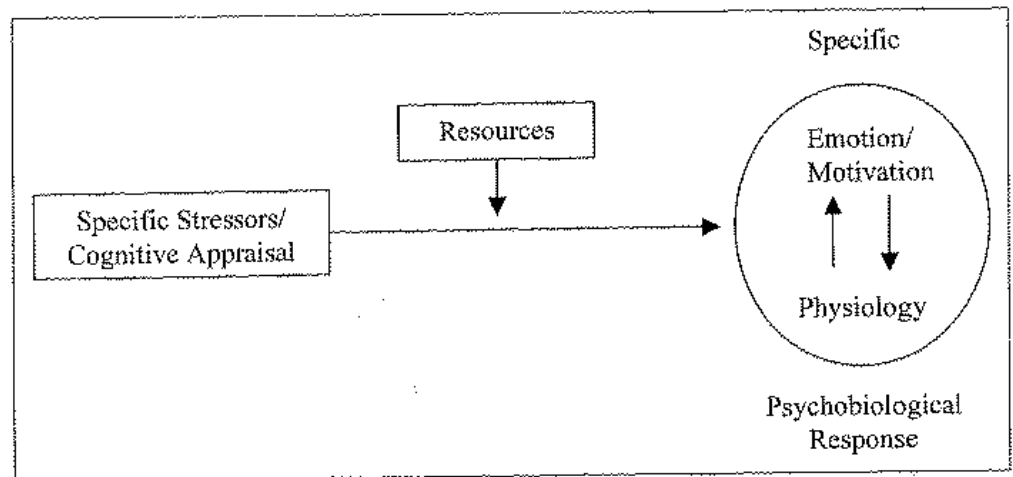 Specific
Resources
Emotion/
Motivation
Specific Stressors/
Cognitive Appraisal
Physiology
Psychobiological
Response